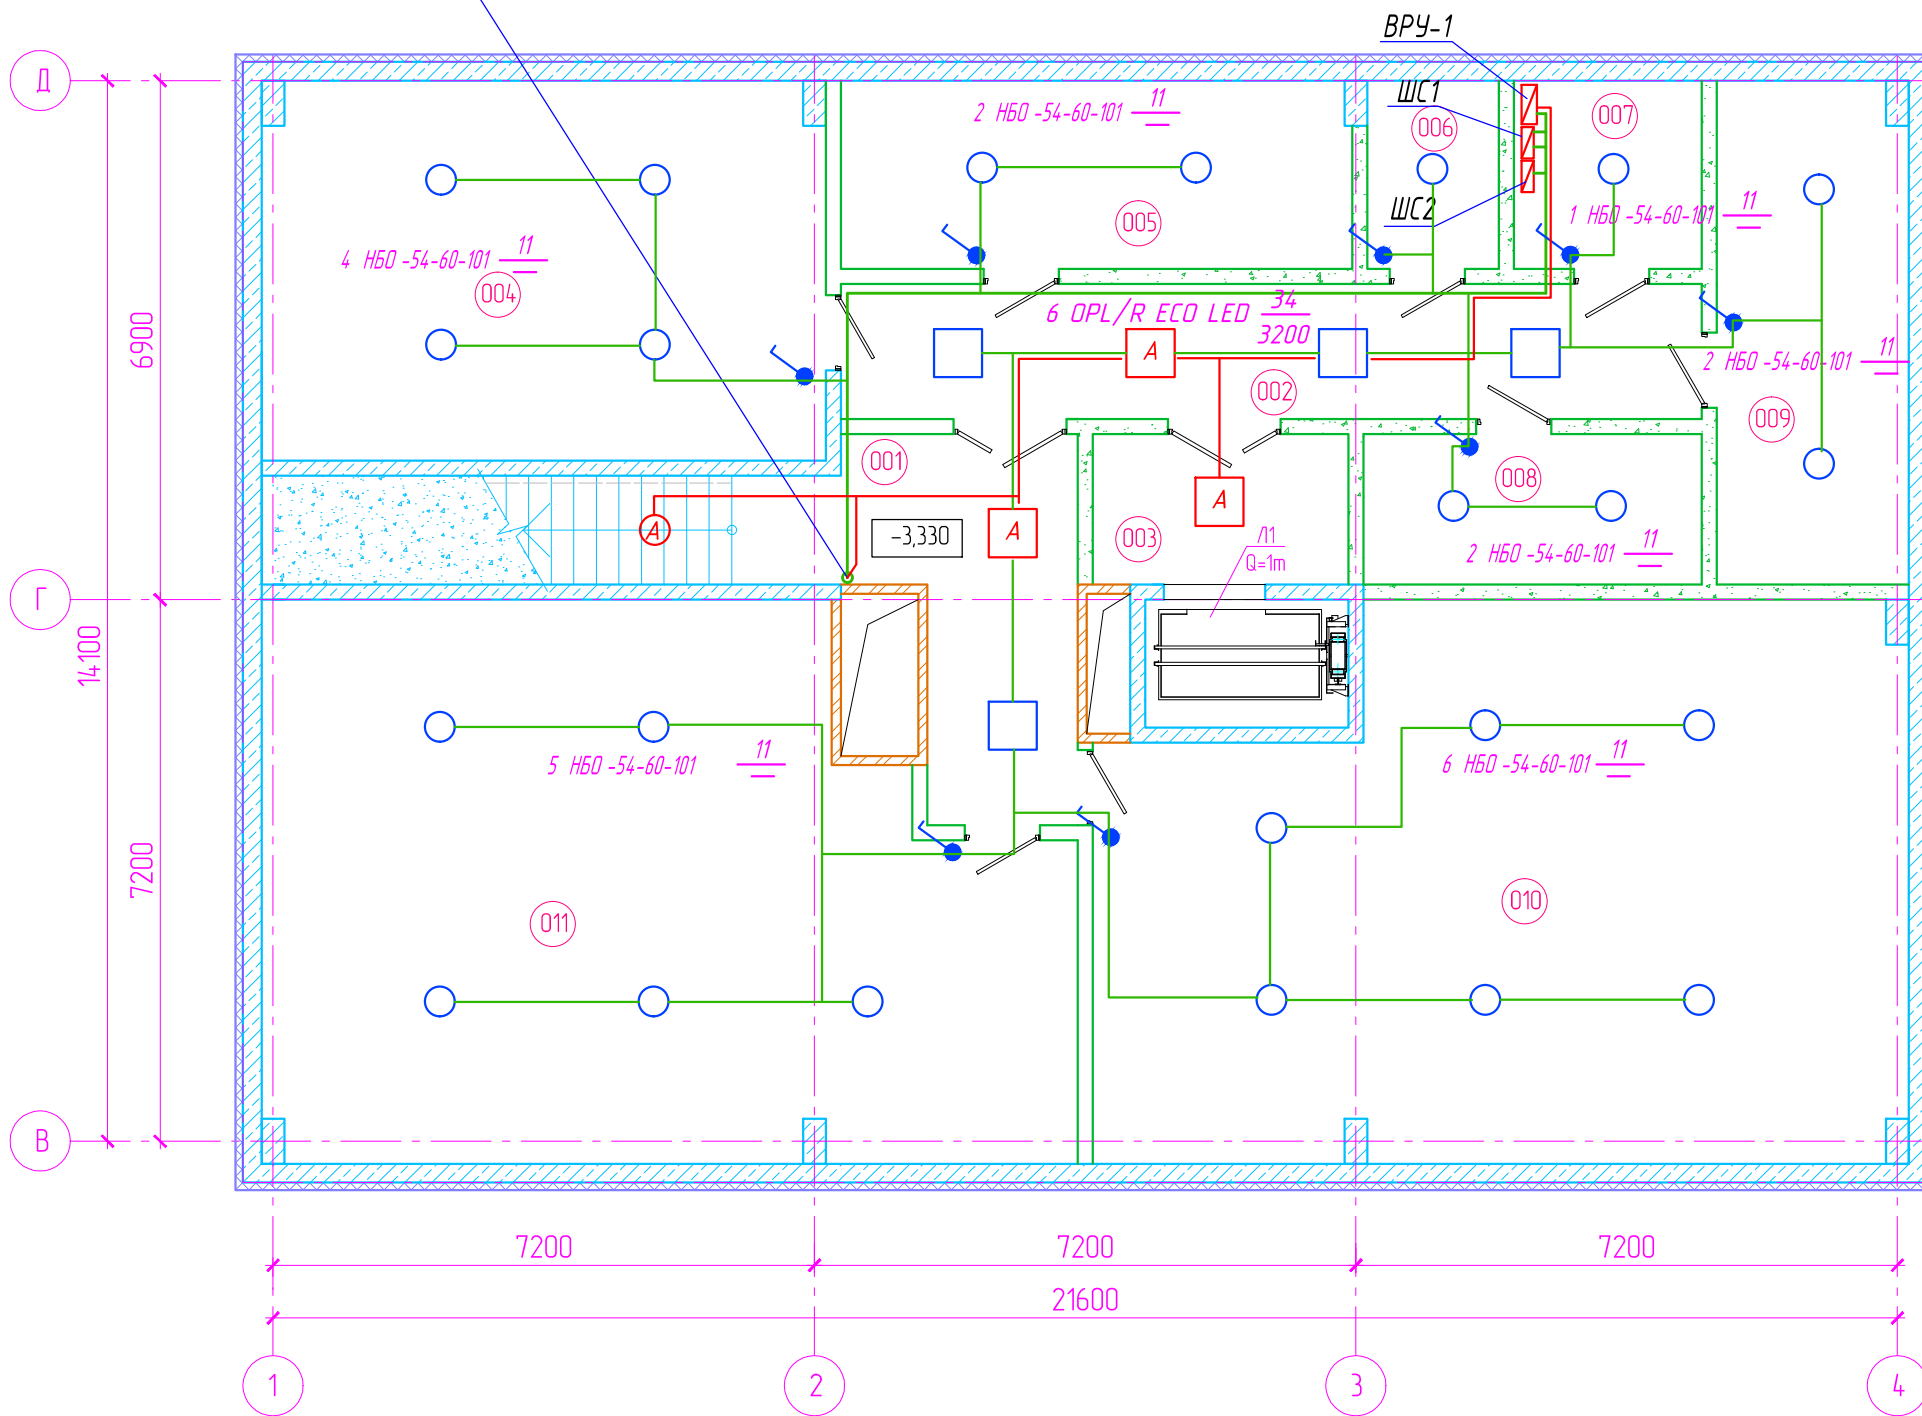 ВРУ-1
Д
ШС1
2 НБО -54-60-101 11
006
007
ШС2
1 НБО -54-60-101 11
005
4 НБО -54-60-101 11
004
6 OPL/R ECO LED 34
3200
6900
А
2 НБО -54-60-101 11
002
009
001
008
А
А
А
-3,330
003
Л1
Q=1m
2 НБО -54-60-101 11
Г
14100
5 НБО -54-60-101 11
6 НБО -54-60-101 11
7200
011
010
В
7200
7200
7200
21600
1
2
3
4